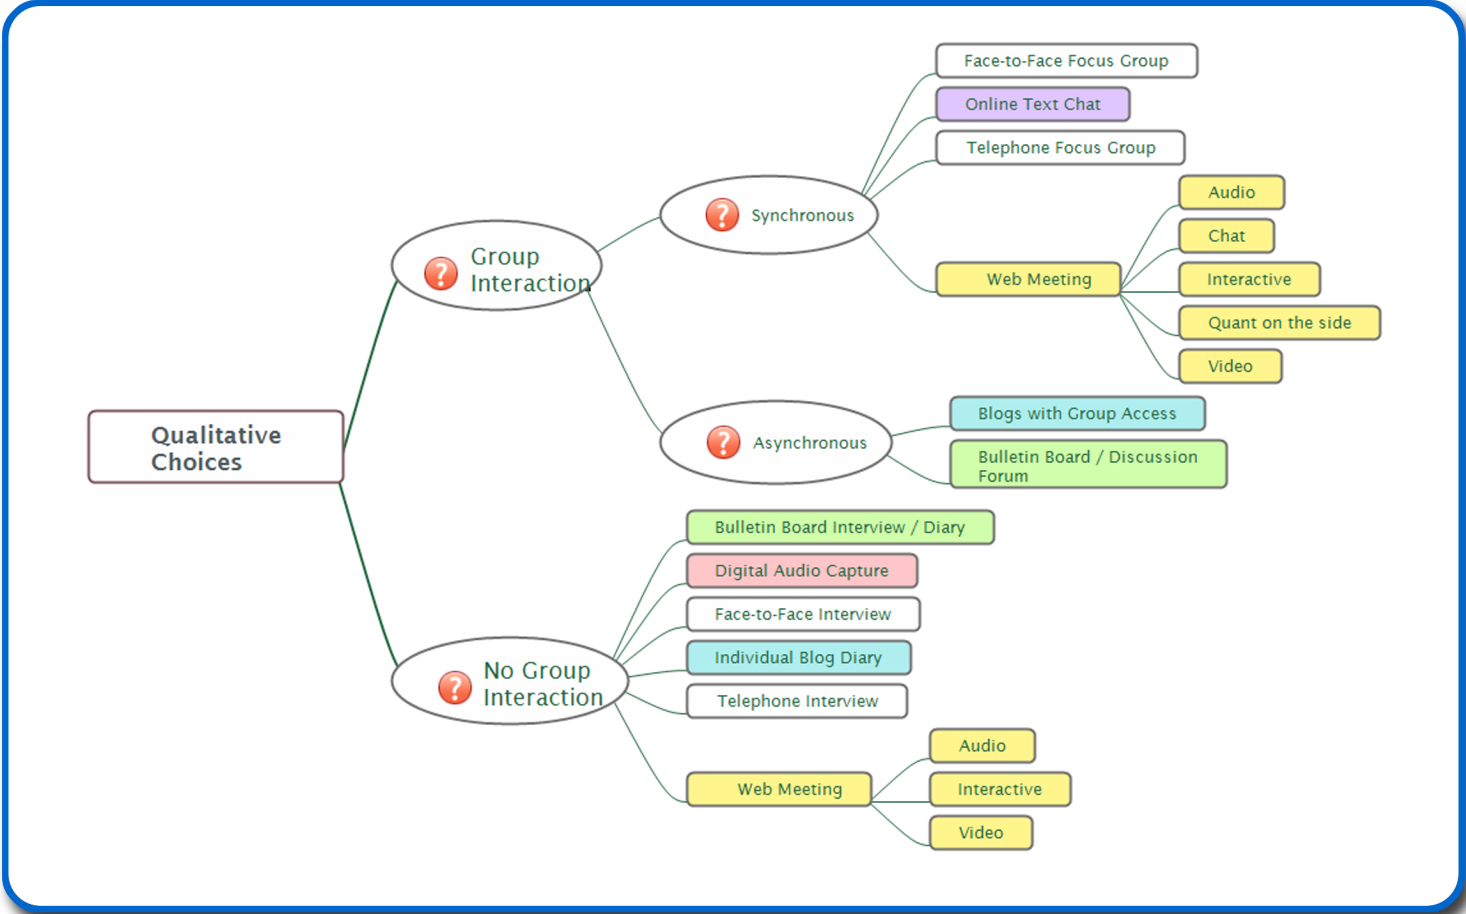 Qualitative
Choices
?
Group
Interaction
?
Synchronous
Face-to-Face Focus Group
Online Text Chat
Telephone Focus Group
Web Meeting
Audio
Chat
Interactive
Quant on the side
Video
?
Asynchronous
Blogs with Group Access
Bulletin Board / Discussion
Forum
?
No Group
Interaction
Bulletin Board Interview / Diary
Digital Audio Capture
Face-to-Face Interview
Individual Blog Diary
Telephone Interview
Web Meeting
Audio
Interactive
Video